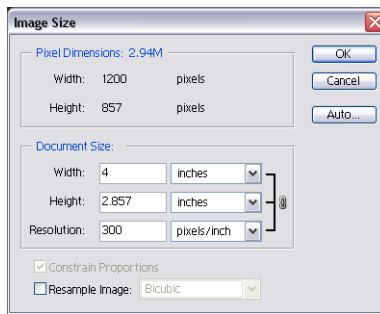 Image Size
Pixel Dimensions: 2.94M
Width: 1200 pixels
Height: 857 pixels
OK
Cancel
Auto...
Document Size:
Width: 4 inches
Height: 2.857 inches
Resolution: 300 pixels/inch
Constrain Proportions
Resample Image: Bicubic